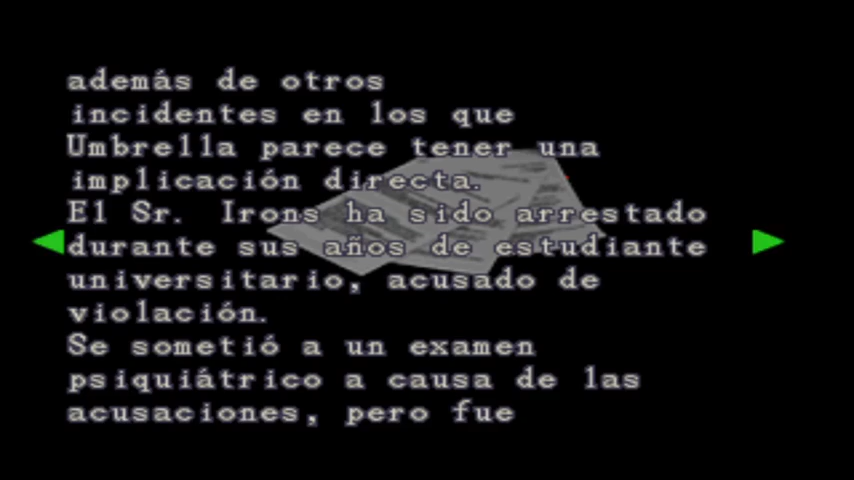 además de otros
incidentes en los que
Umbrella parece tener una
implicación directa.
El Sr. Irons ha sido arrestado
durante sus años de estudiante
universitario, acusado de
violación.
Se sometió a un examen
psiquiátrico a causa de las
acusaciones, pero fue